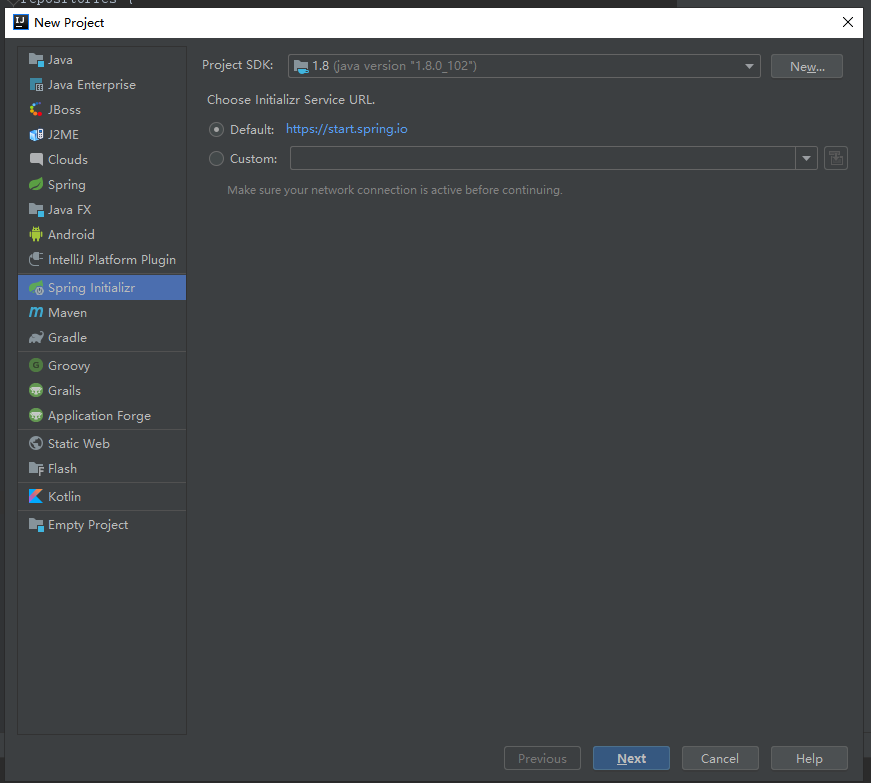 repositories {
New Project
Java
Java Enterprise
JBoss
J2ME
Clouds
Spring
Java FX
Android
IntelliJ Platform Plugin
Spring Initializr
Maven
Gradle
Groovy
Grails
Application Forge
Static Web
Flash
Kotlin
Empty Project
Project SDK: 1.8 (java version "1.8.0_102") New...
Choose Initializr Service URL.
Default: https://start.spring.io
Custom:
Make sure your network connection is active before continuing.
Previous Next Cancel Help